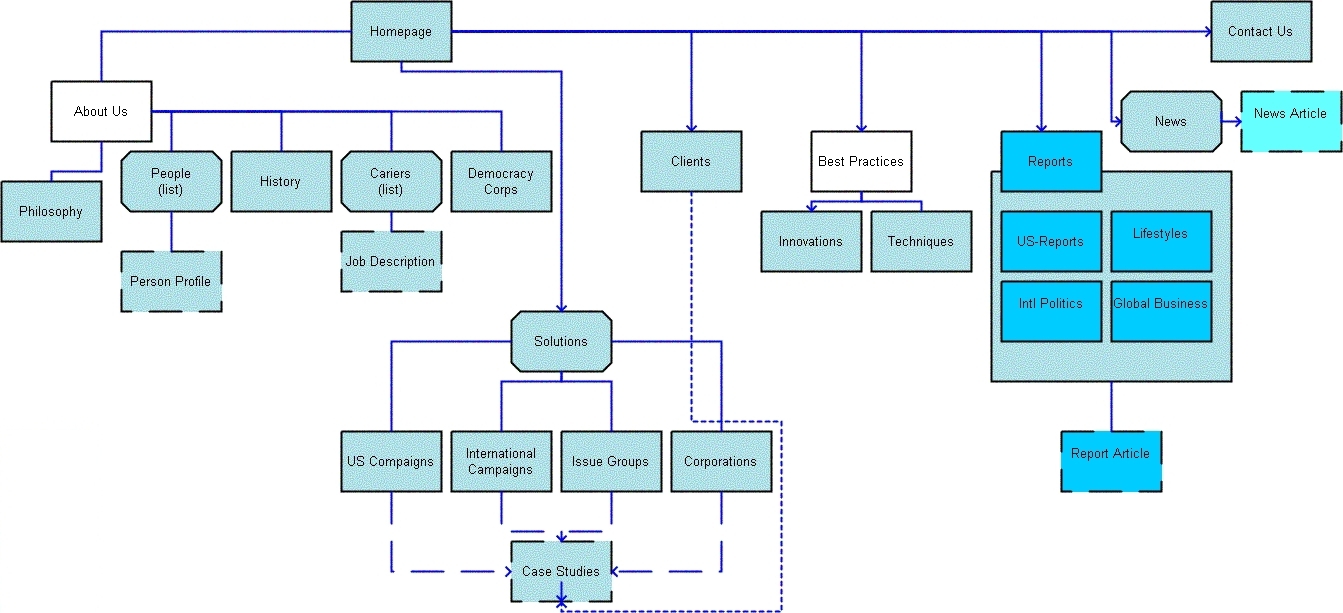 Homepage
Contact Us
About Us
News
News Article
Clients
Best Practices
Reports
People
(list)
History
Cariers
(list)
Democracy
Corps
Philosophy
Innovations
Techniques
US-Reports
Lifestyles
Person Profile
Job Description
Intl Politics
Global Business
Solutions
US Compaigns
International
Campaigns
Issue Groups
Corporations
Report Article
Case Studies